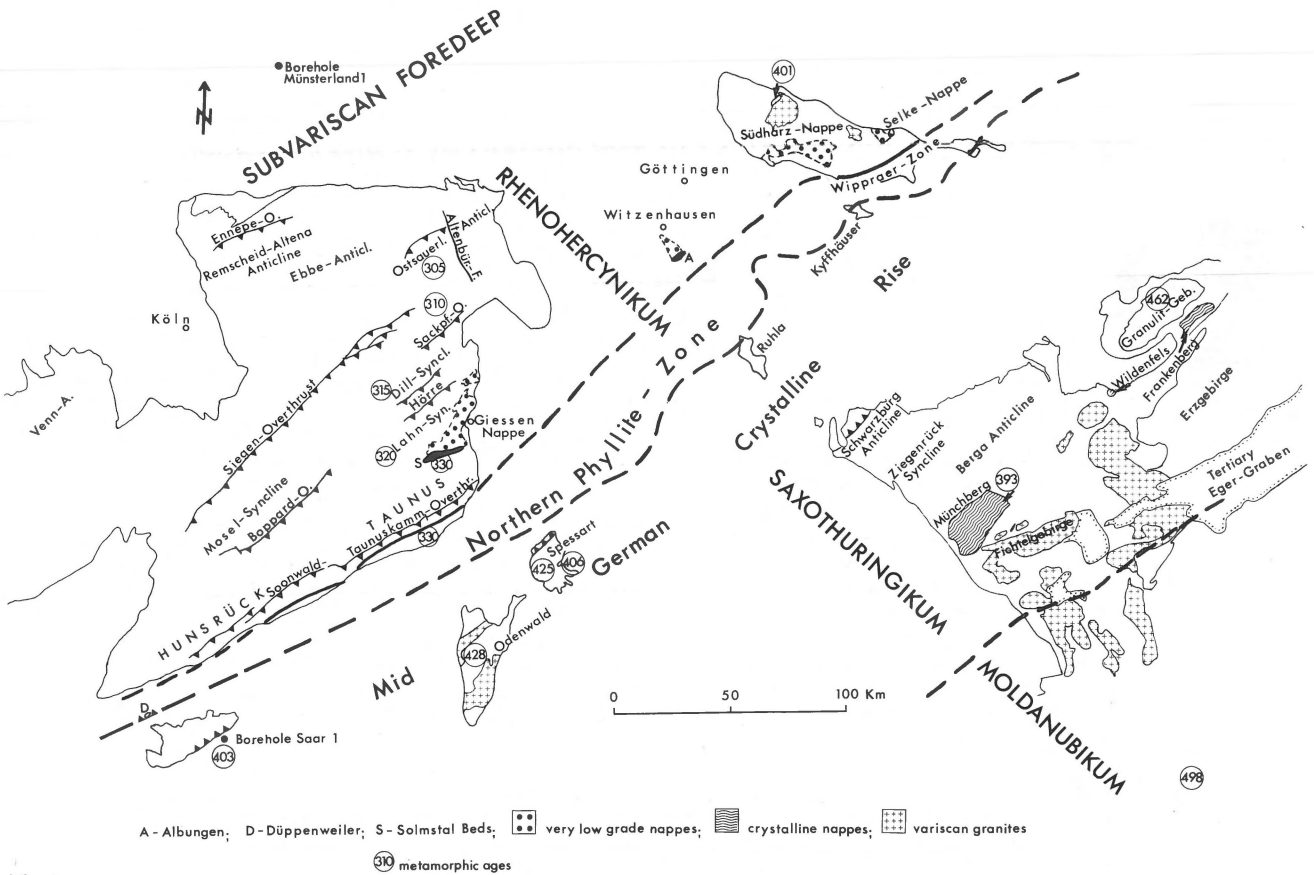 SUBVARISCAN FOREDEEP
Borehole
Münsterland1
N
401
Selke-Nappe
Südharz-Nappe
Wippraer-Zone
Göttingen
RHENOHERCYNIKUM
Witzenhausen
A
Kyffhäuser
Ennepe-O.
Remscheid-Altena
Anticline
Ebbe-Anticl.
Ostsauerl. Anticl.
Altenbür.-F.
305
310
Sackpf.-O.
Köln
Rise
462
Granulit-Geb.
Wildenfels
Frankenberg
Erzgebirge
Ruhla
Venn-A.
Siegen-Overthrust
315
Dill-Syncl.
Hörre
Lahn-Syn.
320
Giessen
Nappe
S
330
Crystalline
Schwarzburg
Anticline
Ziegenrück
Syncline
Berga Anticline
Tertiary
Eger-Graben
Mosel-Syncline
Boppard-O.
TAUNUS
Taunuskamm-Overthr.
330
Northern Phyllite-Zone
SAXOTHURINGIKUM
393
Münchberg
Fichtelgebirge
Spessart
425
406
German
HUNSRÜCK
Soonwald-
Odenwald
428
Mid
0 50 100 Km
MOLDANUBIKUM
D
Borehole Saar 1
403
498
A-Albungen; D-Düppenweiler; S-Solmstal Beds; very low grade nappes; crystalline nappes; variscan granites
310 metamorphic ages